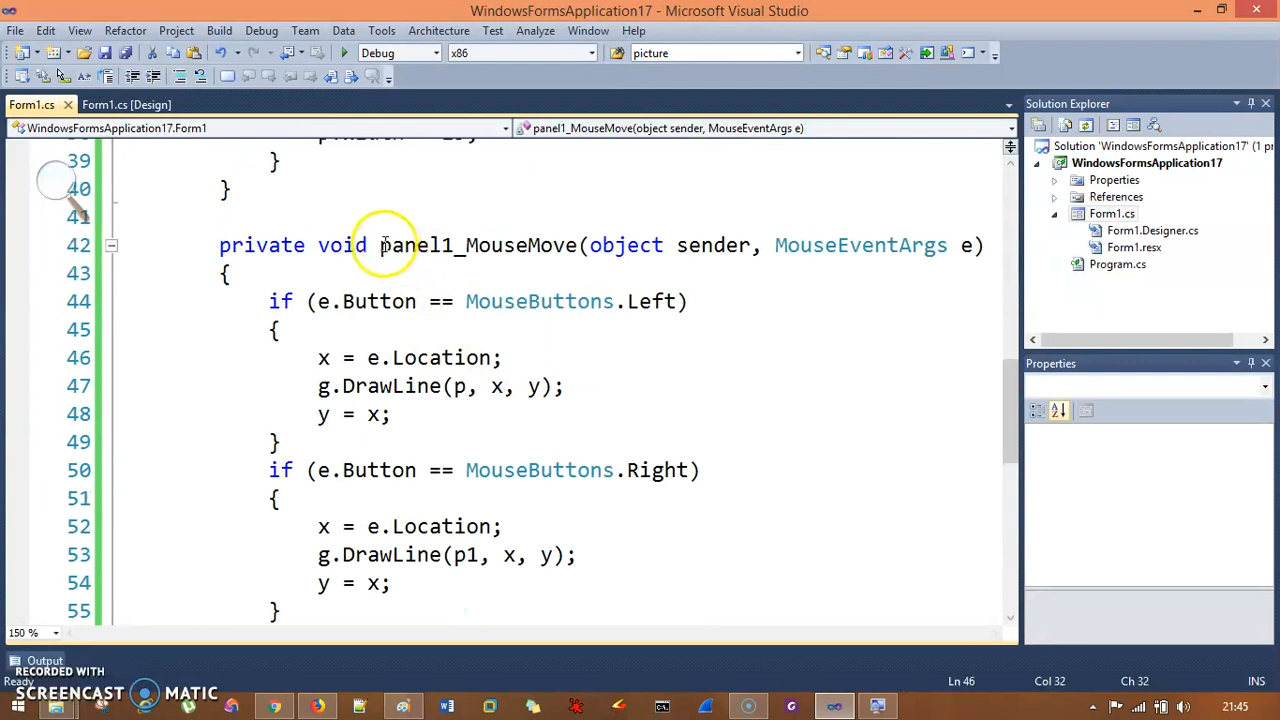 WindowsFormsApplication17 - Microsoft Visual Studio
File Edit View Refactor Project Build Debug Team Data Tools Architecture Test Analyze Window Help
Debug x86 picture
Form1.cs Form1.cs [Design]
WindowsFormsApplication17.Form1 panel1_MouseMove(object sender, MouseEventArgs e)
39 }
40 }
41
42 private void panel1_MouseMove(object sender, MouseEventArgs e)
43 {
44 if (e.Button == MouseButtons.Left)
45 {
46 x = e.Location;
47 g.DrawLine(p, x, y);
48 y = x;
49 }
50 if (e.Button == MouseButtons.Right)
51 {
52 x = e.Location;
53 g.DrawLine(p1, x, y);
54 y = x;
55 }
150 %
Solution Explorer
Solution 'WindowsFormsApplication17' (1 pr
WindowsFormsApplication17
Properties
References
Form1.cs
Form1.Designer.cs
Form1.resx
Program.cs
Properties
Output
Ready Ln 46 Col 32 Ch 32 INS
RECORDED WITH
SCREENCAST MATIC
21:45